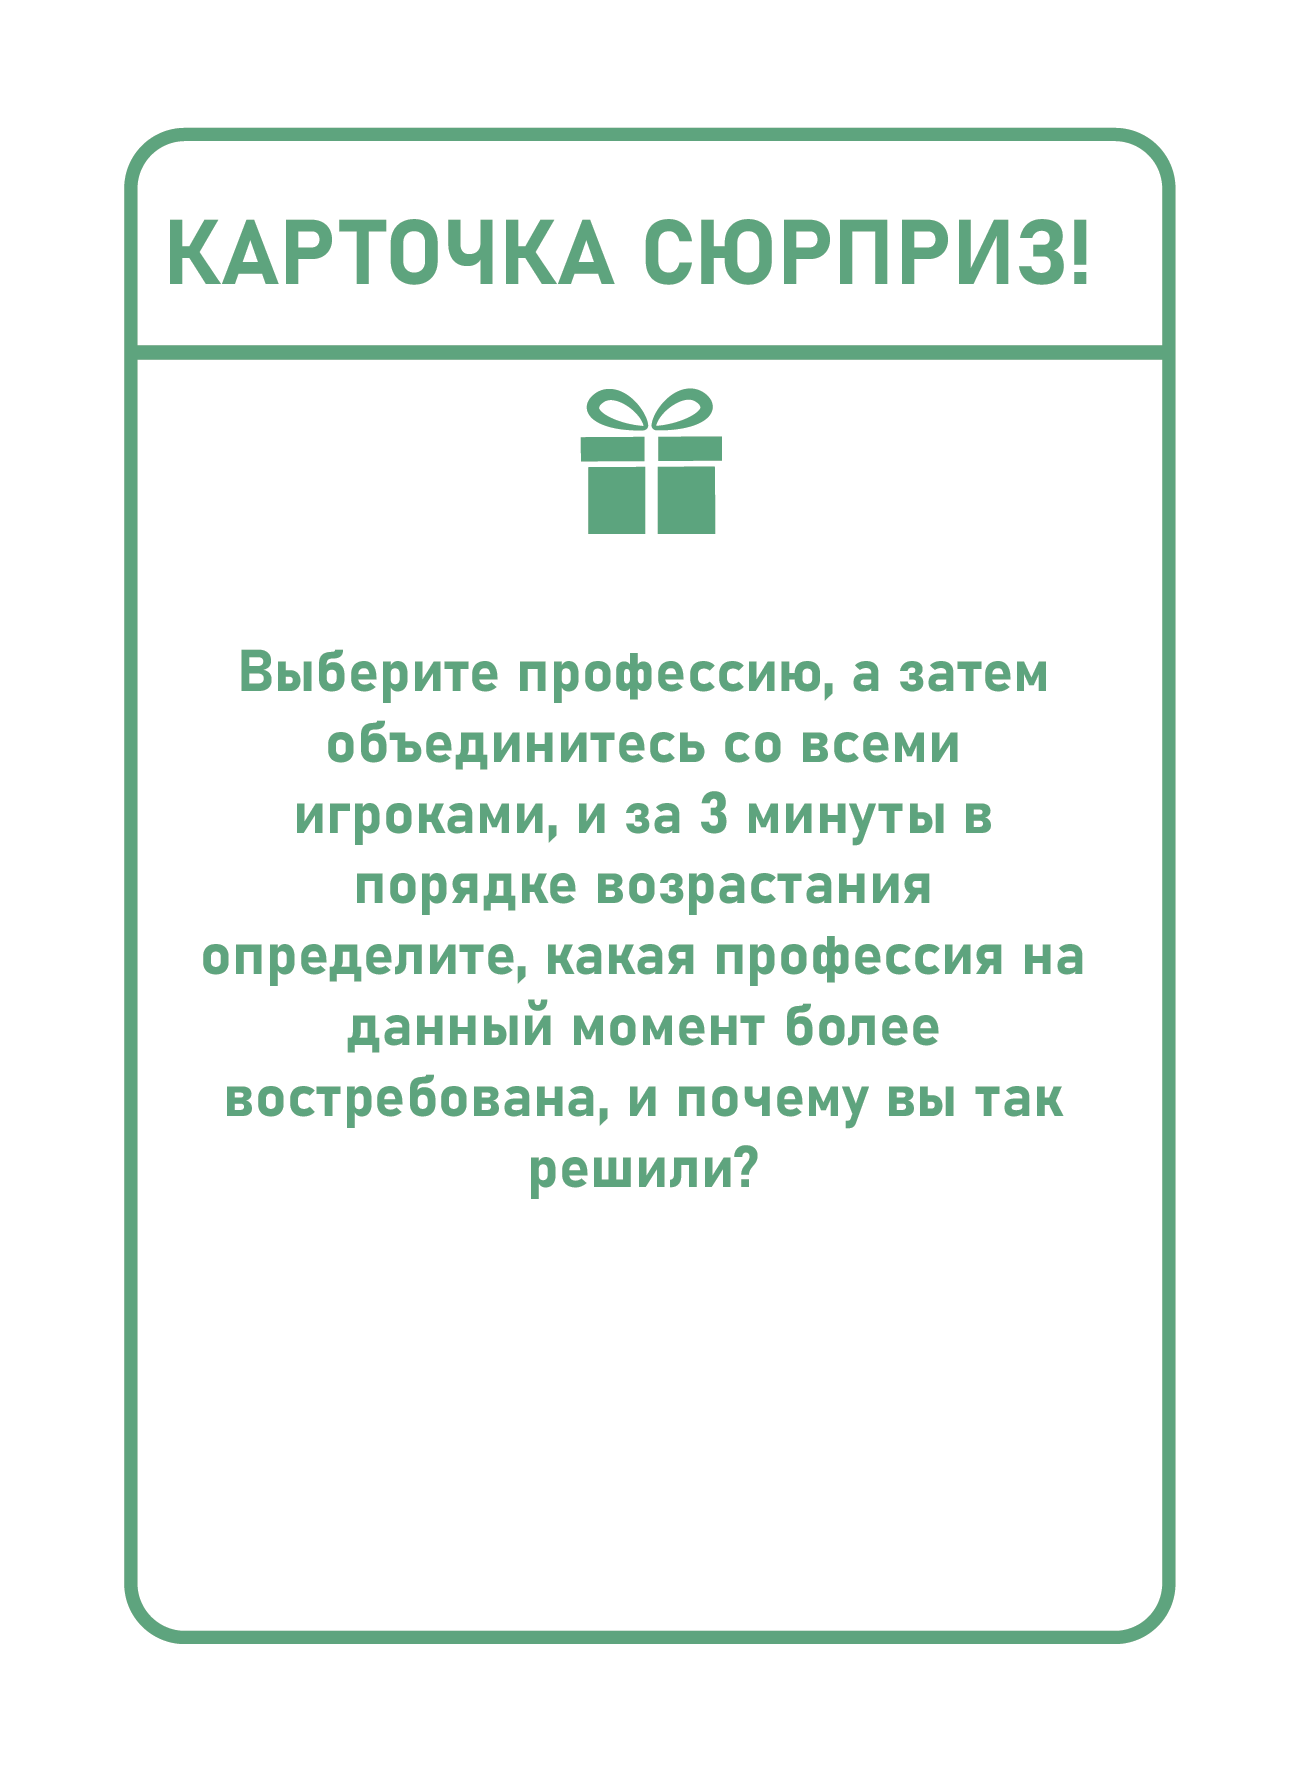 КАРТОЧКА СЮРПРИЗ!
Выберите профессию, а затем
объединитесь со всеми
игроками, и за 3 минуты в
порядке возрастания
определите, какая профессия на
данный момент более
востребована, и почему вы так
решили?